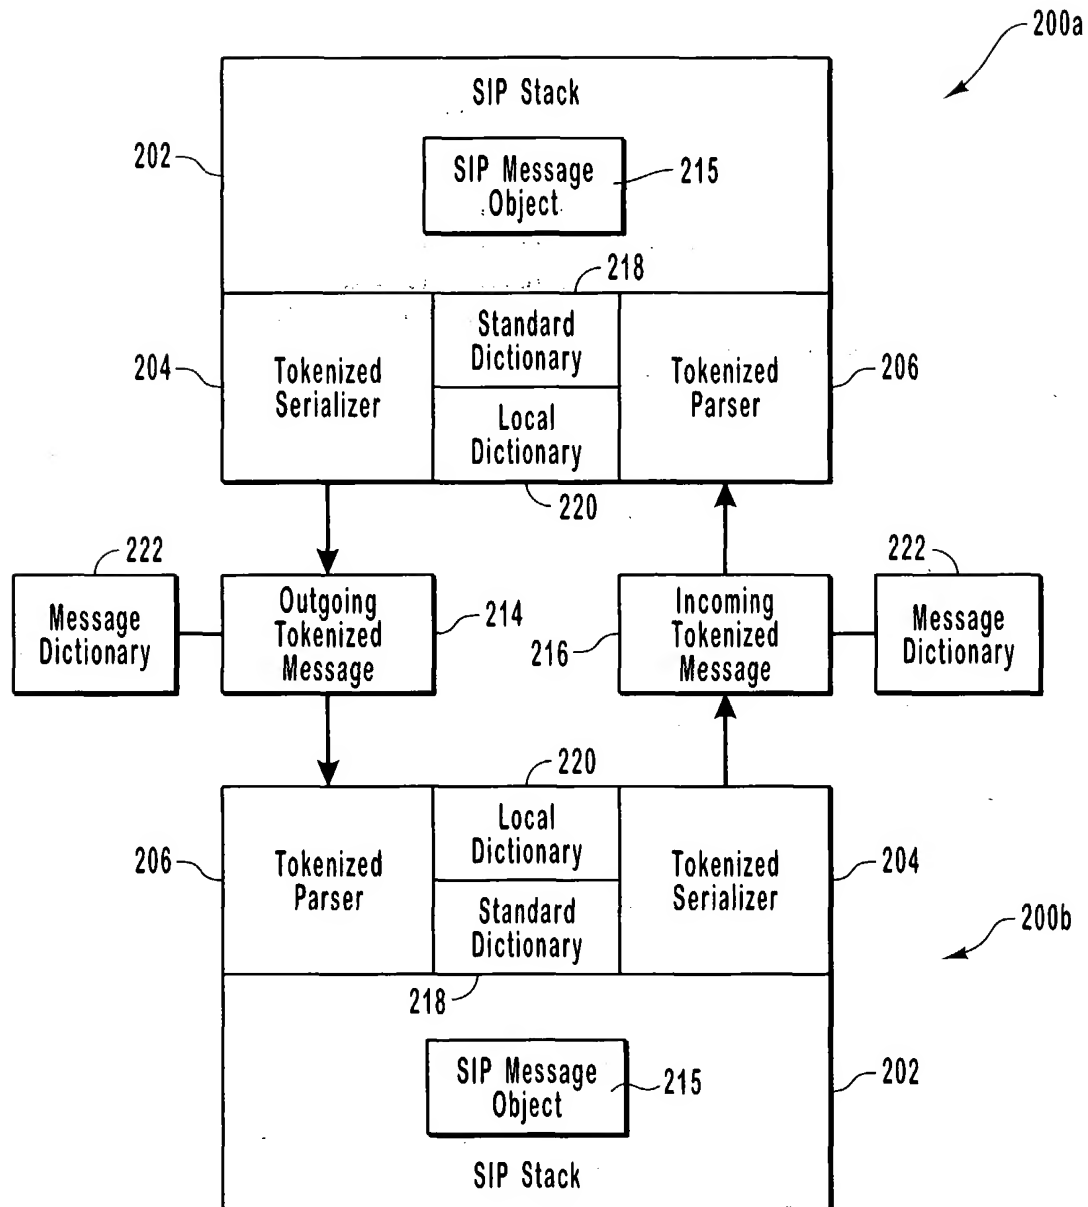 200a
SIP Stack
202
SIP Message
Object
215
218
204
Tokenized
Serializer
Standard
Dictionary
Local
Dictionary
Tokenized
Parser
206
220
222
Message
Dictionary
Outgoing
Tokenized
Message
214
216
Incoming
Tokenized
Message
222
Message
Dictionary
220
206
Tokenized
Parser
Local
Dictionary
Standard
Dictionary
Tokenized
Serializer
204
200b
218
SIP Message
Object
215
202
SIP Stack